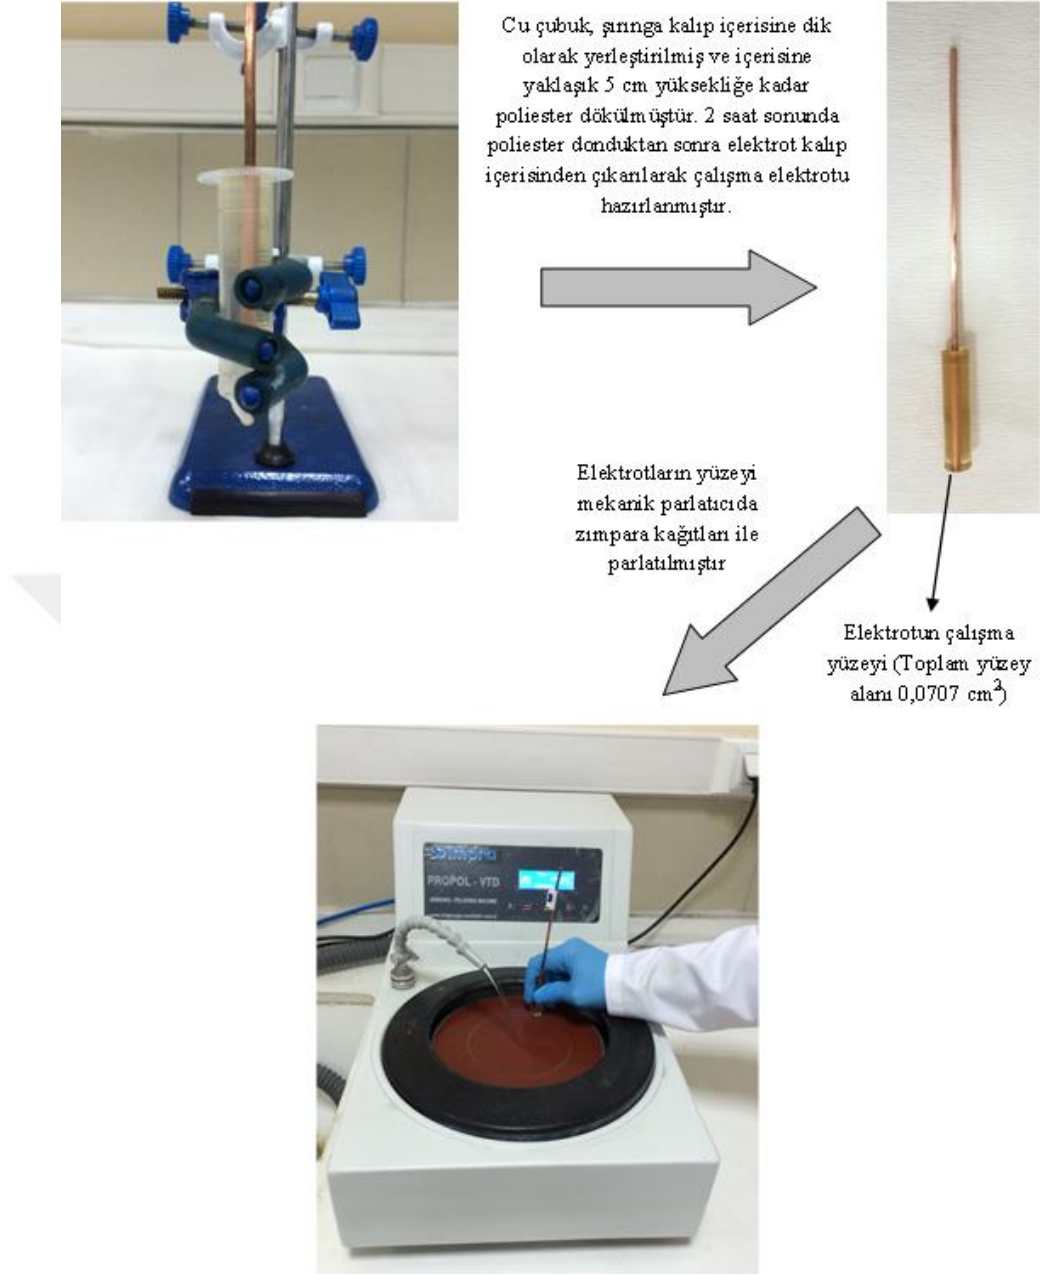 Cu çubuk, şırınga kalıp içerisine dik
olarak yerleştirilmiş ve içerisine
yaklaşık 5 cm yüksekliğe kadar
poliester dökülmüştür. 2 saat sonunda
poliester donduktan sonra elektrot kalıp
içerisinden çıkarılarak çalışma elektrotu
hazırlanmıştır.
Elektrotların yüzeyi
mekanik parlatıcıda
zımpara kağıtları ile
parlatılmıştır
Elektrotun çalışma
yüzeyi (Toplam yüzey
alanı 0,0707 cm²)
PROPOL - VTD